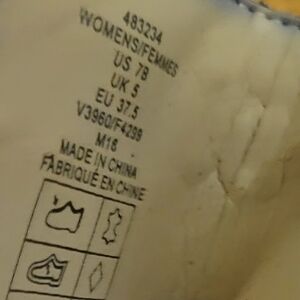 483234
WOMENS/FEMMES
US 7B
UK 5
EU 37.5
V3960/F4299
M16
MADE IN CHINA
FABRIQUÉ EN CHINE